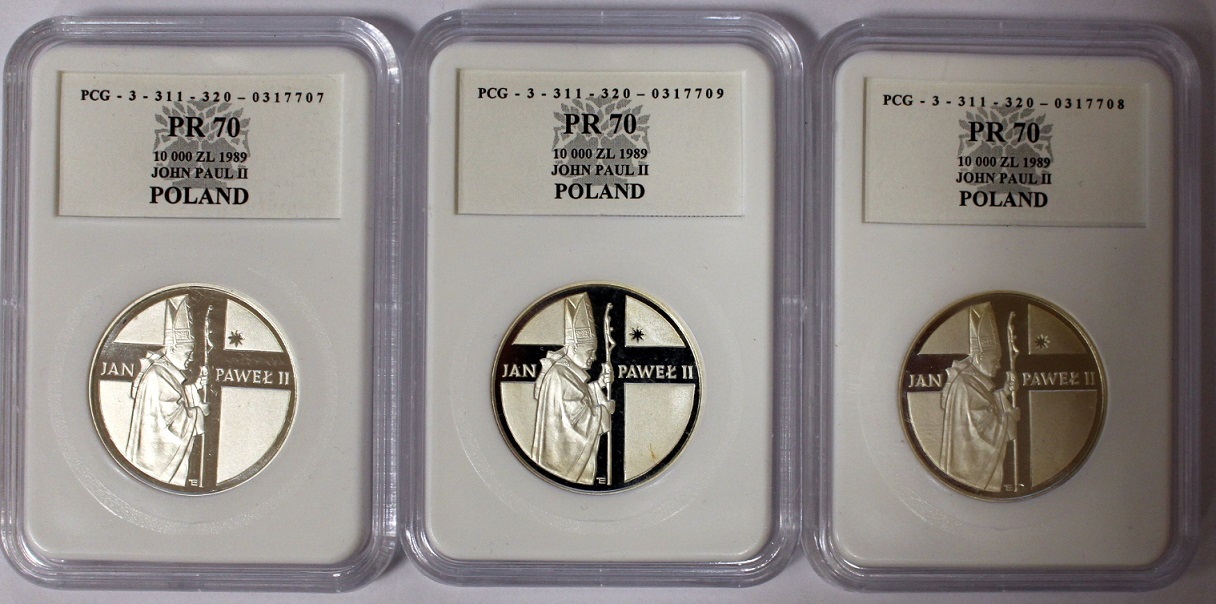 PCG - 3 - 311 - 320 - 0317707
PR 70
10 000 ZL 1989
JOHN PAUL II
POLAND
JAN PAWEŁ II
PCG - 3 - 311 - 320 - 0317709
PR 70
10 000 ZL 1989
JOHN PAUL II
POLAND
JAN PAWEŁ II
PCG - 3 - 311 - 320 - 0317708
PR 70
10 000 ZL 1989
JOHN PAUL II
POLAND
JAN PAWEŁ II